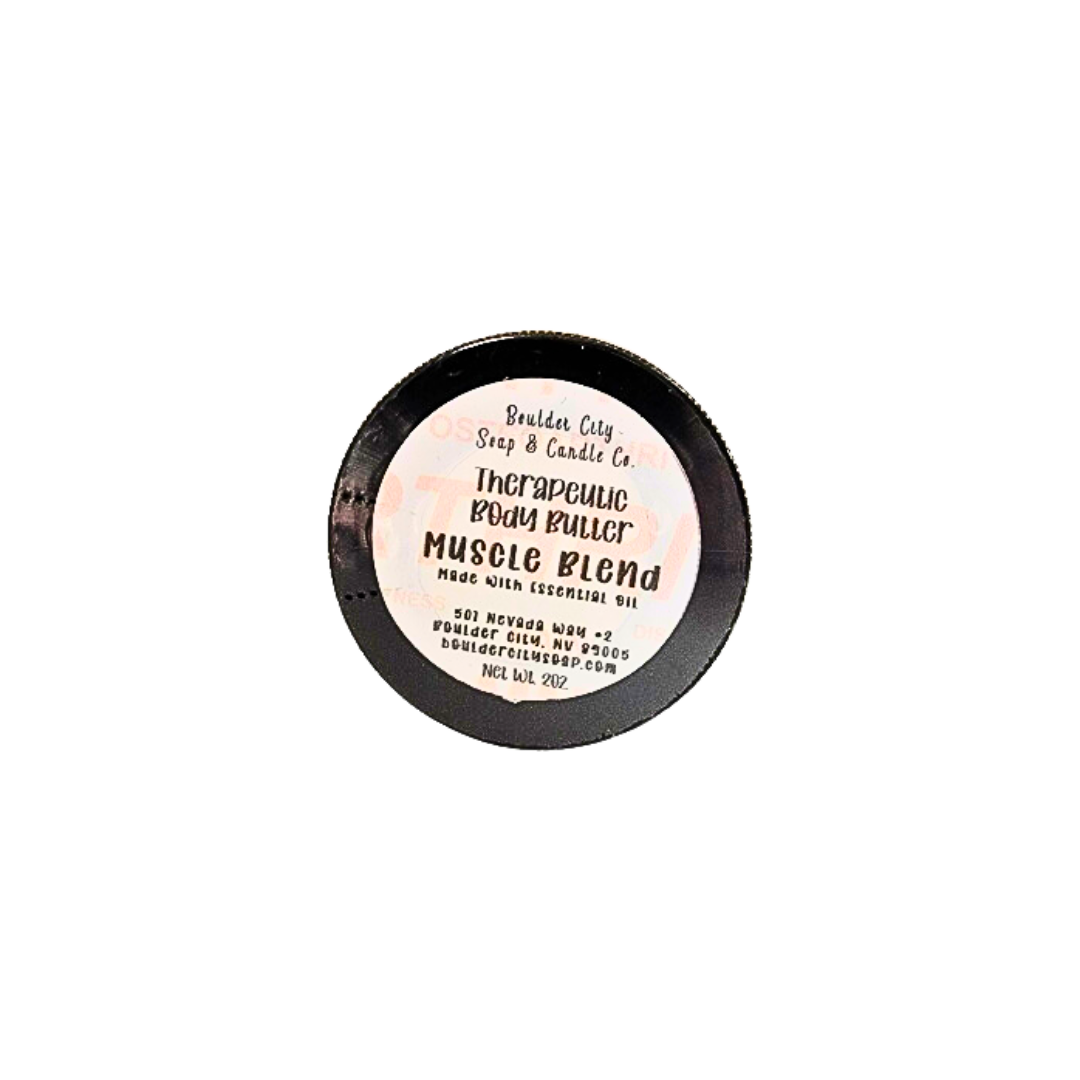 Boulder City
Soap & Candle Co.
Therapeutic
Body Butter
Muscle Blend
Made With Essential Oil
501 Nevada Way #2
Boulder City, NV 89005
bouldercitysoap.com
Net Wt. 2oz